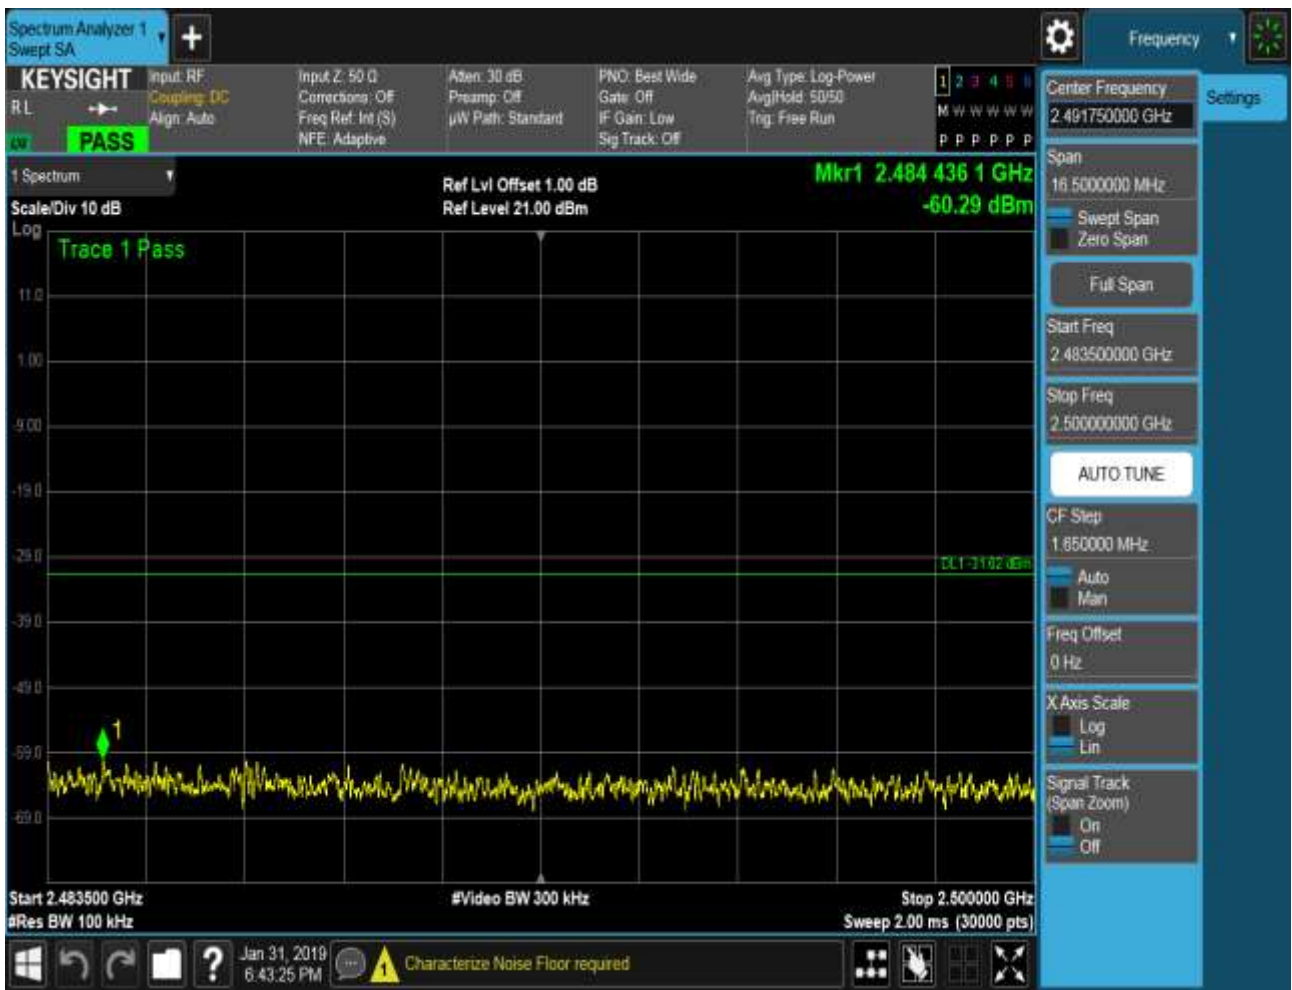 Spectrum Analyzer 1
Swept SA
Frequency
KEYSIGHT
R L
PASS
Input: RF
Coupling: DC
Align: Auto
Input Z: 50 Ω
Corrections: Off
Freq Ref: Int (S)
NFE: Adaptive
Atten: 30 dB
Preamp: Off
µW Path: Standard
PNO: Best Wide
Gate: Off
IF Gain: Low
Sig Track: Off
Avg Type: Log-Power
Avg|Hold: 50/50
Trig: Free Run
1 2 3 4 5 6
M W W W W W
P P P P P P
1 Spectrum
Scale/Div 10 dB
Ref Lvl Offset 1.00 dB
Ref Level 21.00 dBm
Mkr1 2.484 436 1 GHz
-60.29 dBm
Log
Trace 1 Pass
11.0
1.00
-9.00
-19.0
-29.0
DL1 -31.62 dBm
-39.0
-49.0
1
-59.0
-69.0
Start 2.483500 GHz
#Video BW 300 kHz
Stop 2.500000 GHz
#Res BW 100 kHz
Sweep 2.00 ms (30000 pts)
?
Jan 31, 2019
6:43:25 PM
1
Characterize Noise Floor required
Center Frequency
2.491750000 GHz
Settings
Span
16.5000000 MHz
Swept Span
Zero Span
Full Span
Start Freq
2.483500000 GHz
Stop Freq
2.500000000 GHz
AUTO TUNE
CF Step
1.650000 MHz
Auto
Man
Freq Offset
0 Hz
X Axis Scale
Log
Lin
Signal Track
(Span Zoom)
On
Off